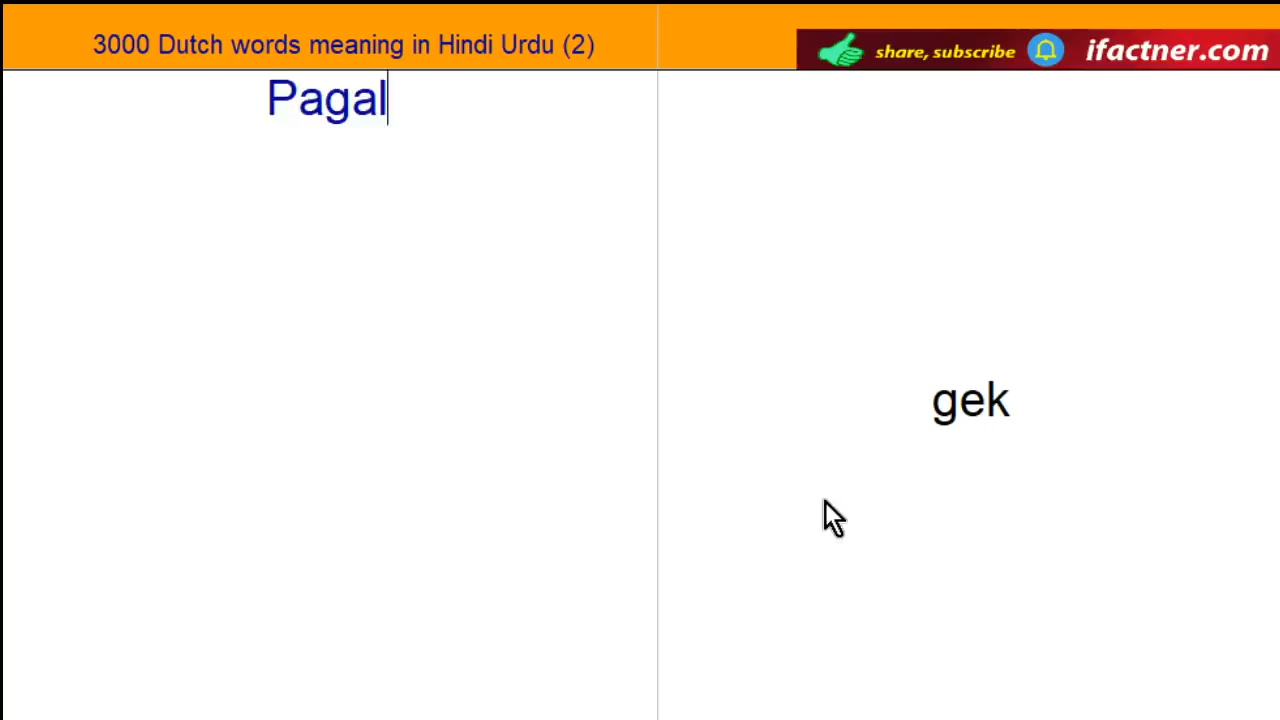 3000 Dutch words meaning in Hindi Urdu (2)
share, subscribe
ifactner.com
Pagal
gek